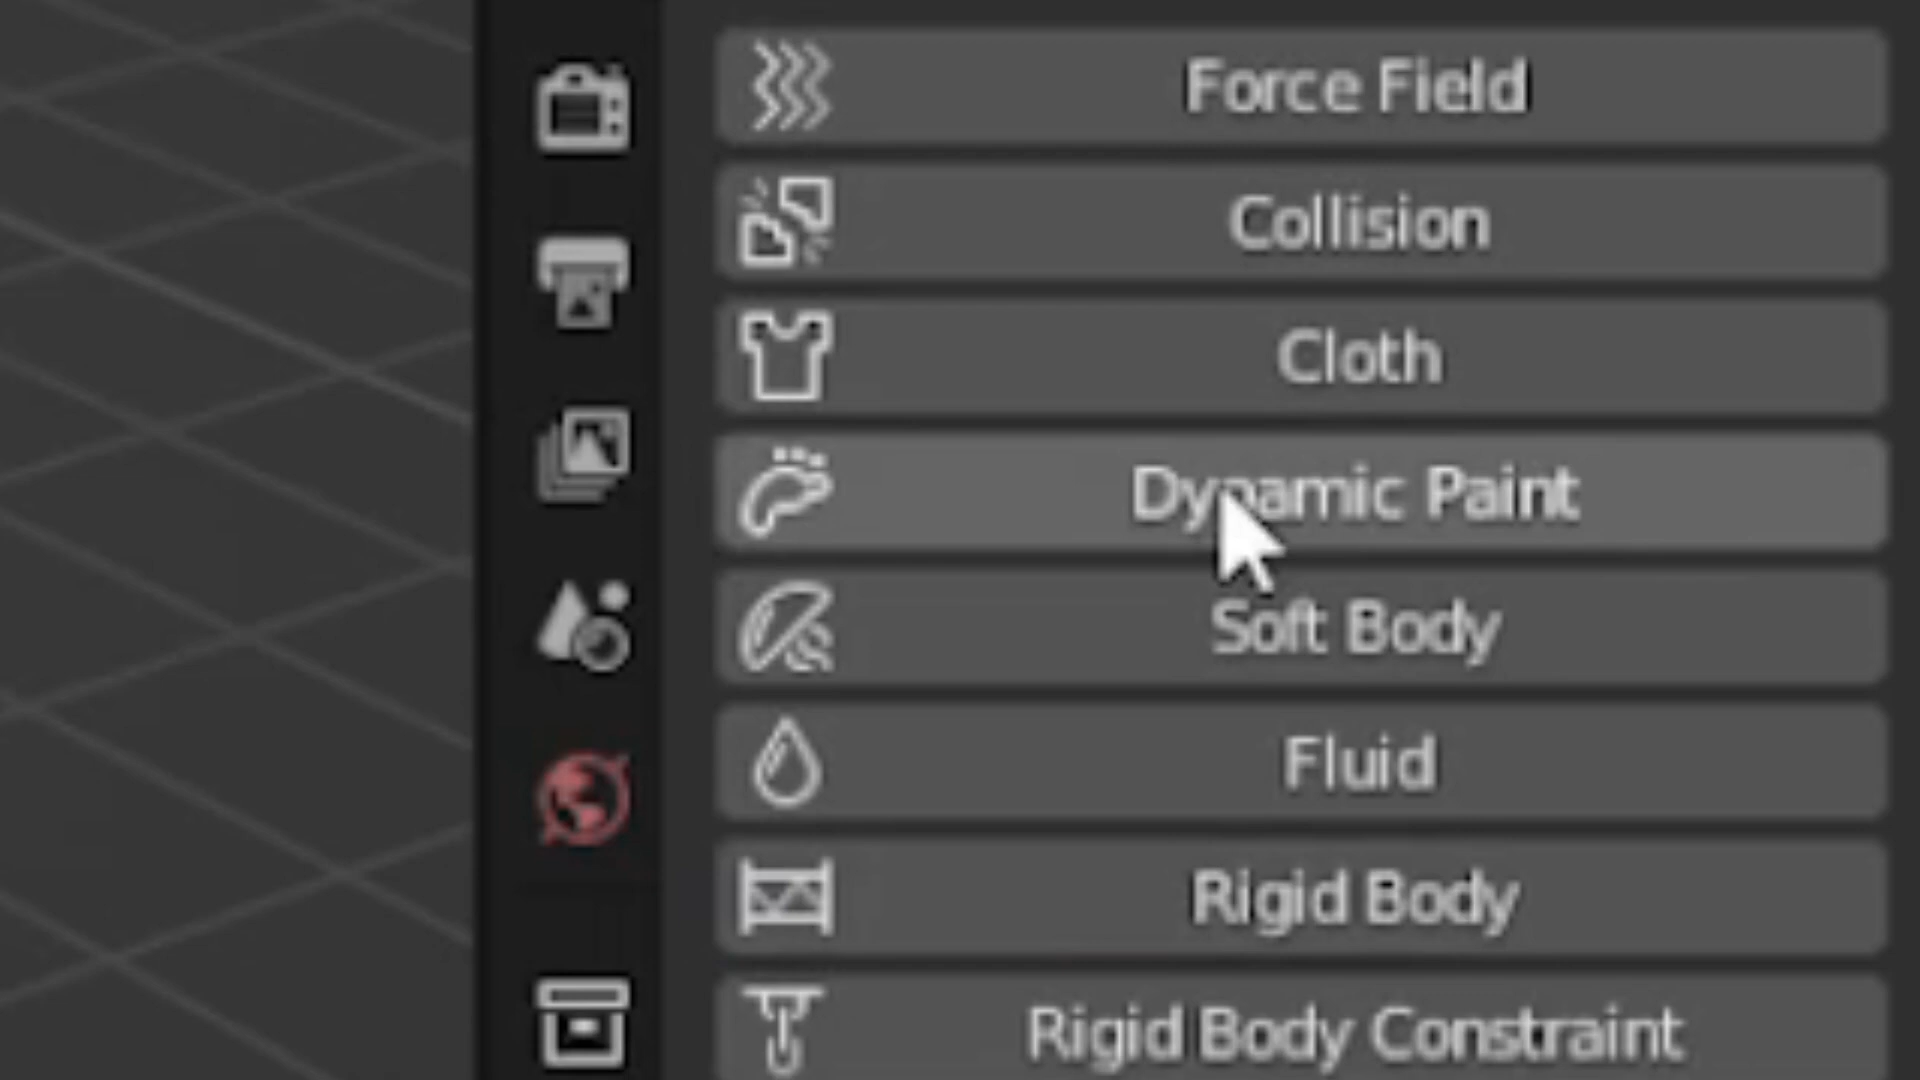 Force Field
Collision
Cloth
Dynamic Paint
Soft Body
Fluid
Rigid Body
Rigid Body Constraint